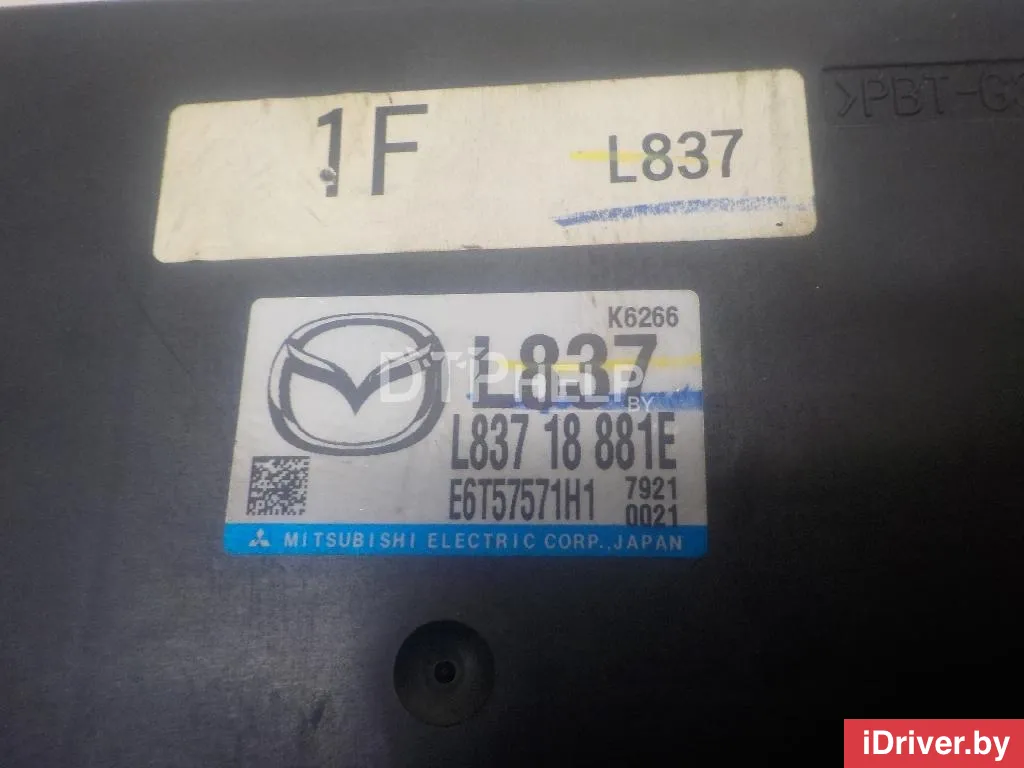 >PBT-G
1F L837
K6266
L837
DTPHELP
BY
L837 18 881E
E6T57571H1 7921
0021
MITSUBISHI ELECTRIC CORP., JAPAN
iDriver.by